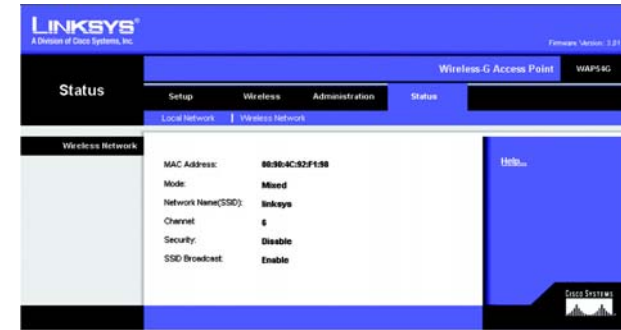 LINKSYS®
A Division of Cisco Systems, Inc.
Firmware Version: 3.01
Wireless-G Access Point WAP54G
Status
Setup Wireless Administration Status
Local Network | Wireless Network
Wireless Network
MAC Address: 00:90:4C:92:F1:98
Mode: Mixed
Network Name(SSID): linksys
Channel: 6
Security: Disable
SSID Broadcast: Enable
Help...
CISCO SYSTEMS